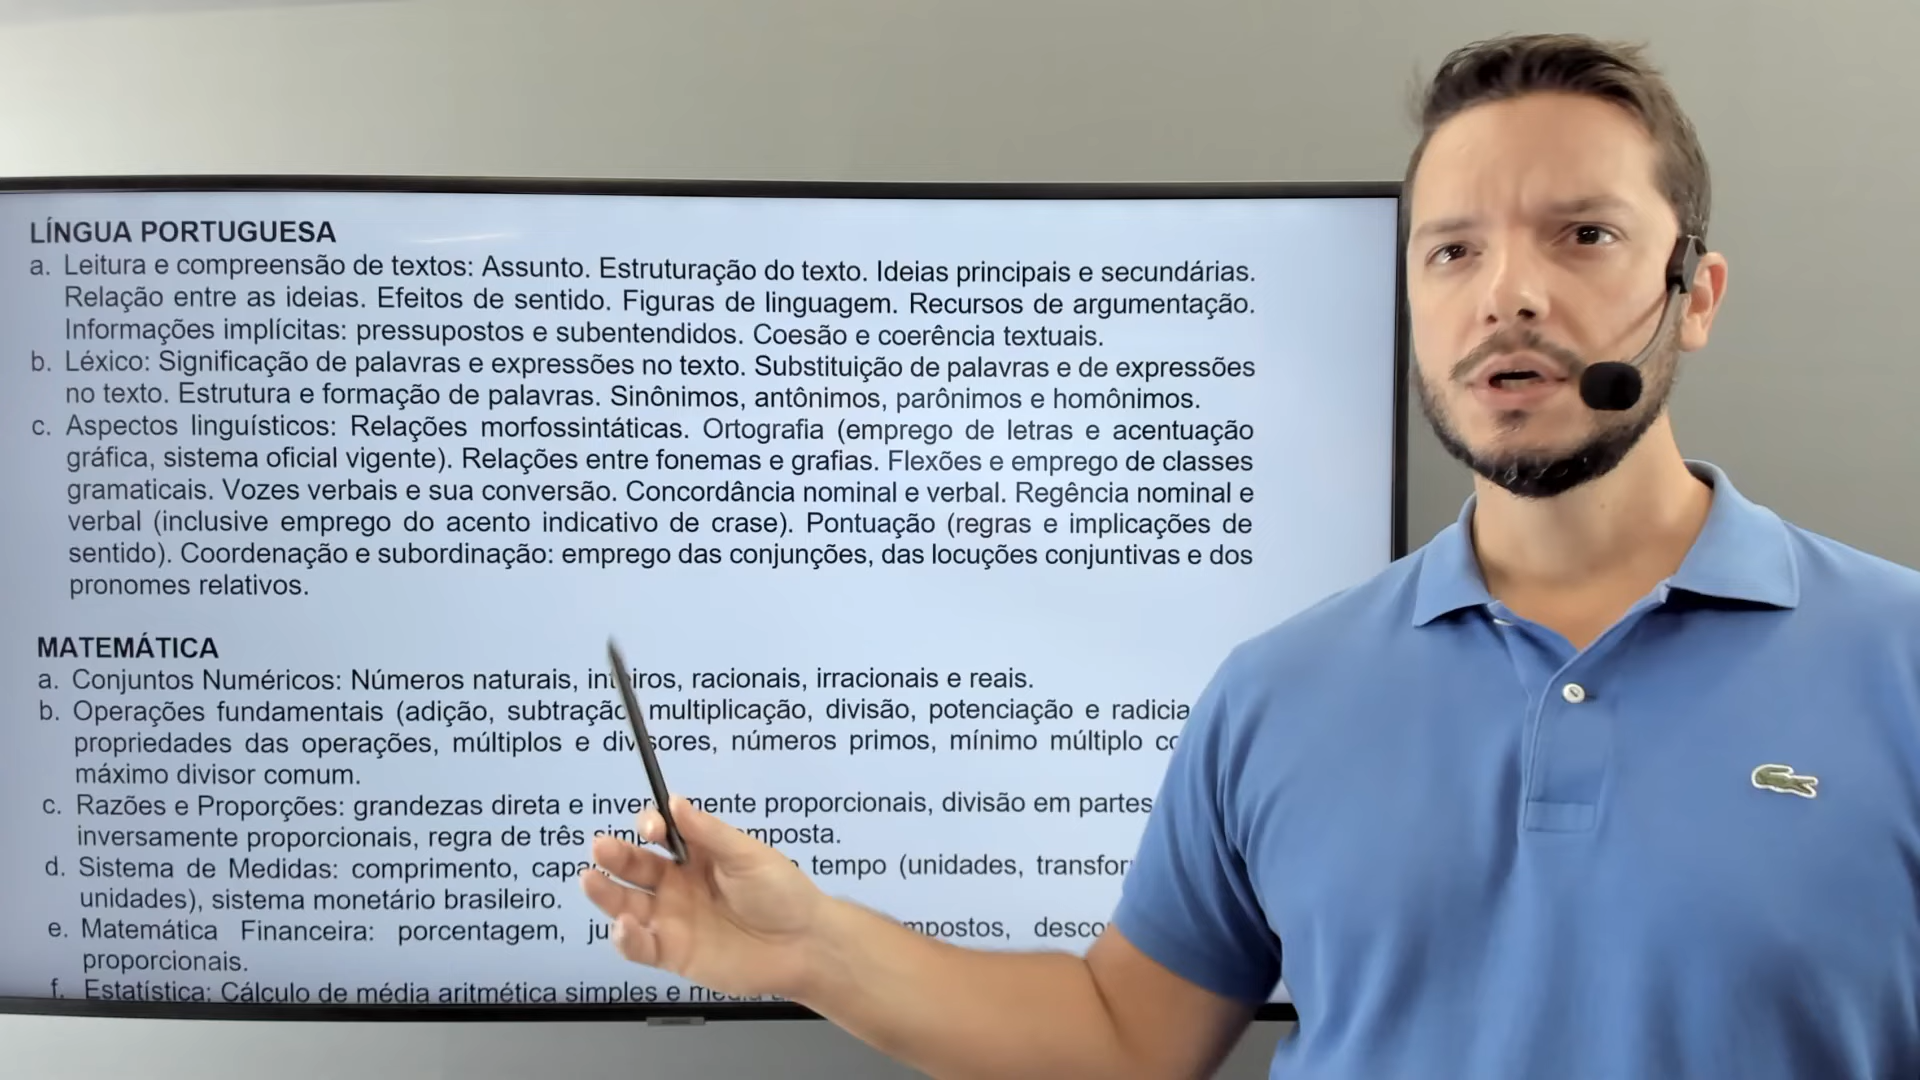 LÍNGUA PORTUGUESA
a. Leitura e compreensão de textos: Assunto. Estruturação do texto. Ideias principais e secundárias.
Relação entre as ideias. Efeitos de sentido. Figuras de linguagem. Recursos de argumentação.
Informações implícitas: pressupostos e subentendidos. Coesão e coerência textuais.
b. Léxico: Significação de palavras e expressões no texto. Substituição de palavras e de expressões
no texto. Estrutura e formação de palavras. Sinônimos, antônimos, parônimos e homônimos.
c. Aspectos linguísticos: Relações morfossintáticas. Ortografia (emprego de letras e acentuação
gráfica, sistema oficial vigente). Relações entre fonemas e grafias. Flexões e emprego de classes
gramaticais. Vozes verbais e sua conversão. Concordância nominal e verbal. Regência nominal e
verbal (inclusive emprego do acento indicativo de crase). Pontuação (regras e implicações de
sentido). Coordenação e subordinação: emprego das conjunções, das locuções conjuntivas e dos
pronomes relativos.
MATEMÁTICA
a. Conjuntos Numéricos: Números naturais, inteiros, racionais, irracionais e reais.
b. Operações fundamentais (adição, subtração, multiplicação, divisão, potenciação e radicia
propriedades das operações, múltiplos e divisores, números primos, mínimo múltiplo
máximo divisor comum.
c. Razões e Proporções: grandezas direta e inversamente proporcionais, divisão em partes
inversamente proporcionais, regra de três
d. Sistema de Medidas: comprimento, tempo (unidades, transfor
unidades), sistema monetário brasileiro.
e. Matemática Financeira: porcentagem, mpostos, desco
proporcionais.
f. Estatística: Cálculo de média aritmética simples e